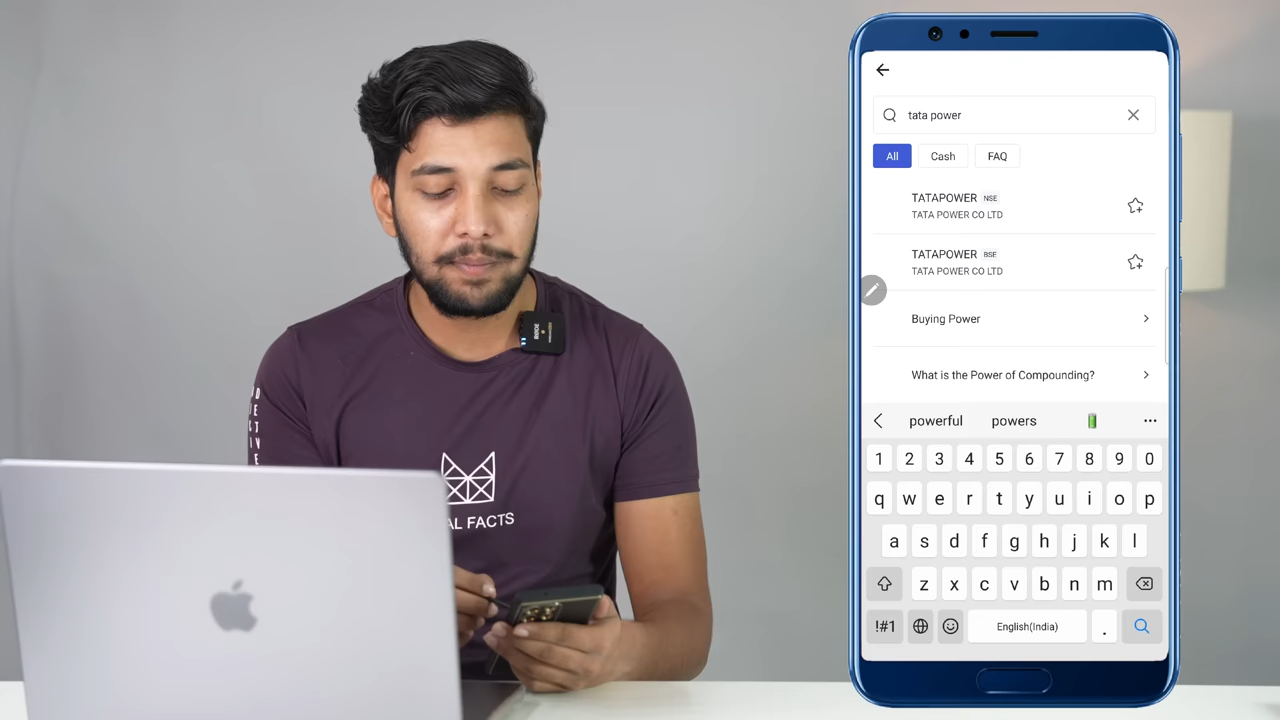 tata power
All
Cash
FAQ
TATAPOWER NSE
TATA POWER CO LTD
TATAPOWER BSE
TATA POWER CO LTD
Buying Power
What is the Power of Compounding?
powerful
powers
1 2 3 4 5 6 7 8 9 0
q w e r t y u i o p
a s d f g h j k l
z x c v b n m
!#1
English(India)
.
RØDE
AL FACTS